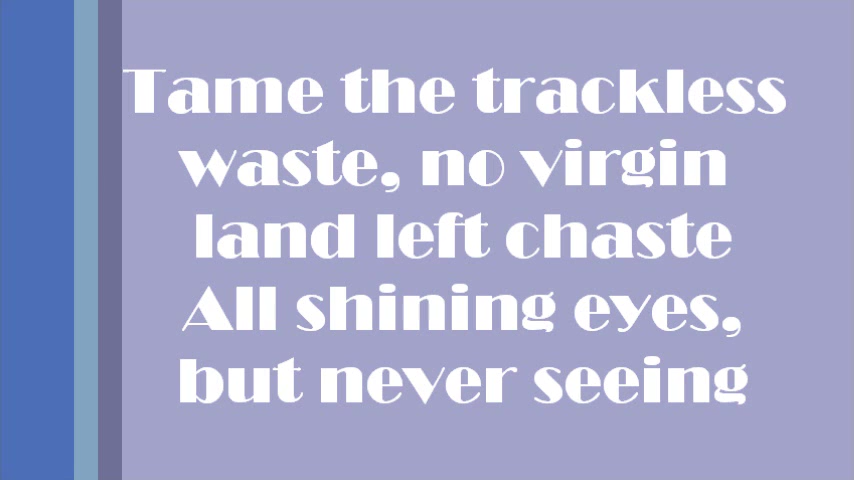 Tame the trackless
waste, no virgin
land left chaste
All shining eyes,
but never seeing